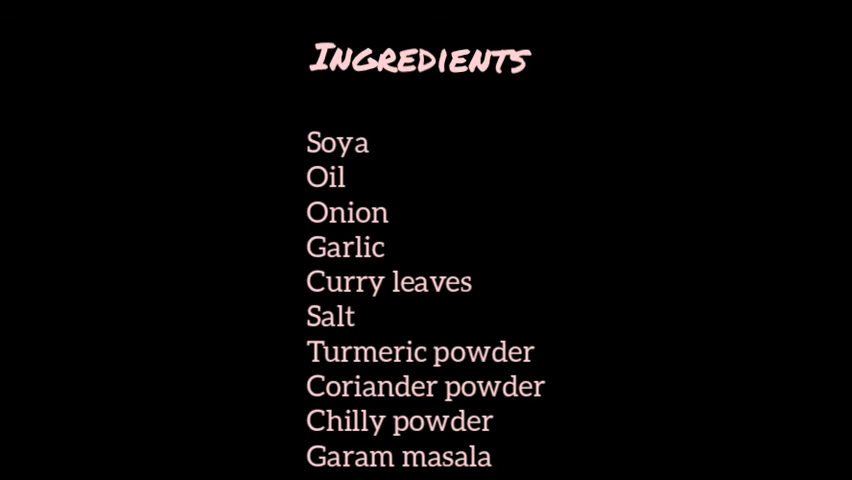 Ingredients
Soya
Oil
Onion
Garlic
Curry leaves
Salt
Turmeric powder
Coriander powder
Chilly powder
Garam masala